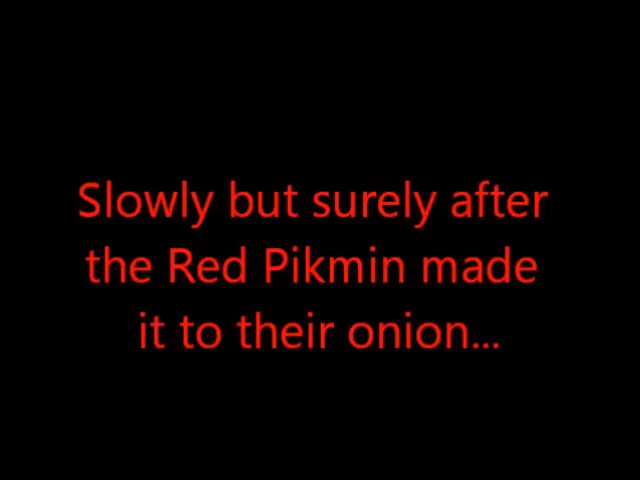 Slowly but surely after
the Red Pikmin made
it to their onion...